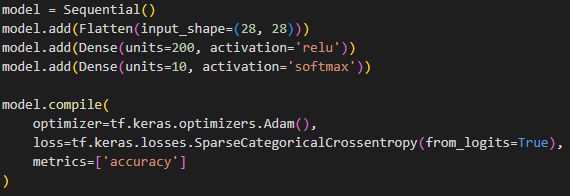 model = Sequential()
model.add(Flatten(input_shape=(28, 28)))
model.add(Dense(units=200, activation='relu'))
model.add(Dense(units=10, activation='softmax'))

model.compile(
    optimizer=tf.keras.optimizers.Adam(),
    loss=tf.keras.losses.SparseCategoricalCrossentropy(from_logits=True),
    metrics=['accuracy']
)